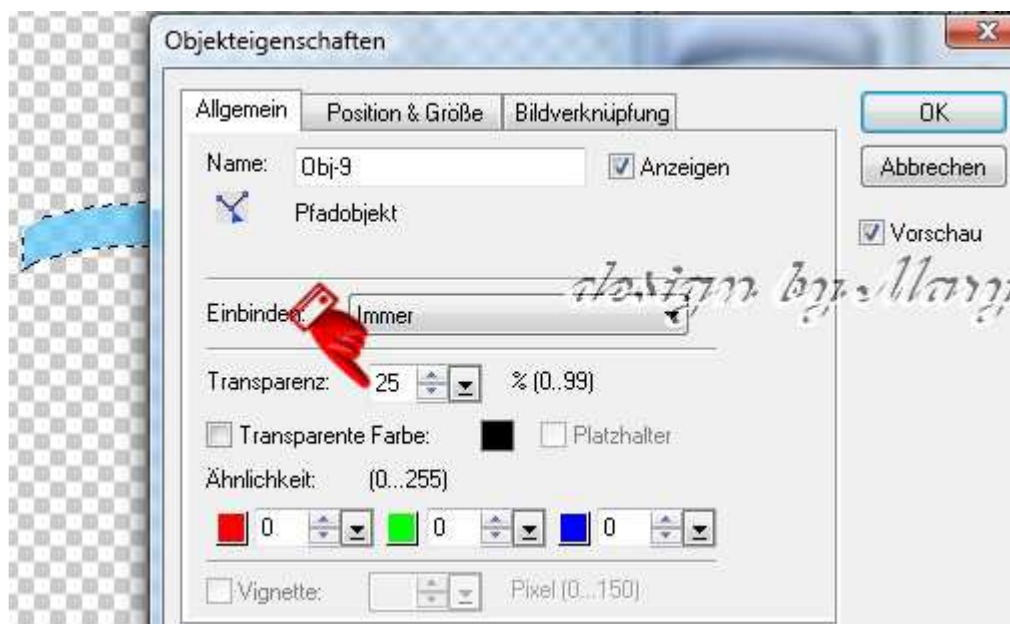 Objekteigenschaften
Allgemein Position & Größe Bildverknüpfung
OK
Name: Obj-9 Anzeigen
Abbrechen
Pfadobjekt
Vorschau
design by Mary
Einbinden: Immer
Transparenz: 25 % (0..99)
Transparente Farbe: Platzhalter
Ähnlichkeit: (0...255)
0 0 0
Vignette: Pixel (0...150)